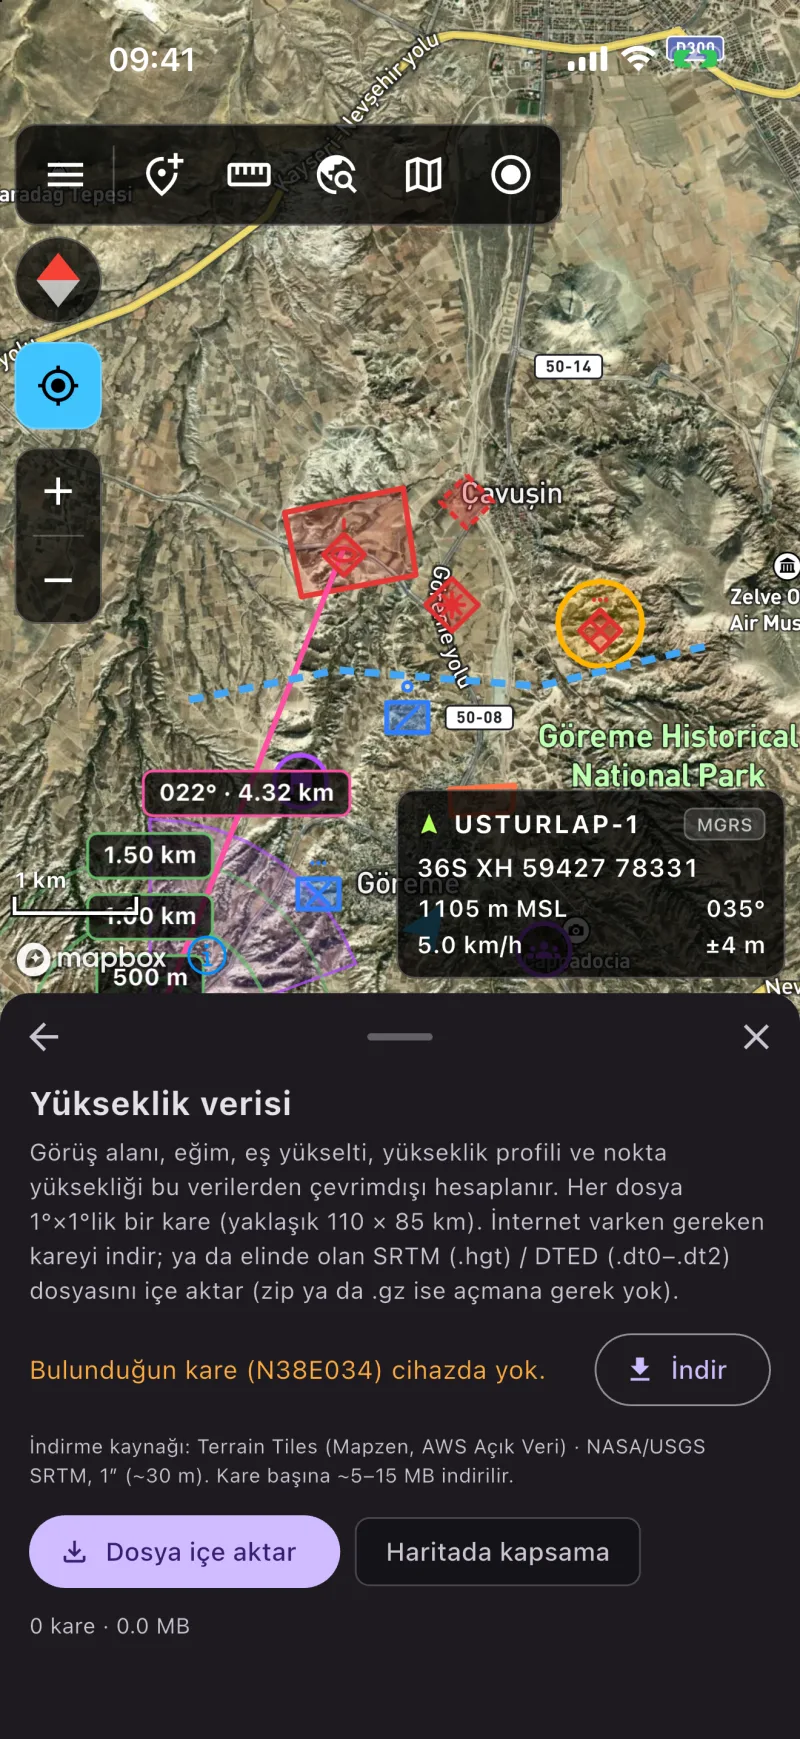 09:41
D300
Kayseri Nevşehir yolu
aradağ Tepesi
yolu
50-14
Çavuşin
Göreme yolu
Zelve O
Air Mus
50-08
Göreme Historical
National Park
022° · 4.32 km
1.50 km
1.00 km
500 m
1 km
mapbox
Göreme
USTURLAP-1
MGRS
36S XH 59427 78331
1105 m MSL
035°
5.0 km/h
±4 m
Cappadocia
Nev
Yükseklik verisi
Görüş alanı, eğim, eş yükselti, yükseklik profili ve nokta
yüksekliği bu verilerden çevrimdışı hesaplanır. Her dosya
1°×1°lik bir kare (yaklaşık 110 × 85 km). İnternet varken gereken
kareyi indir; ya da elinde olan SRTM (.hgt) / DTED (.dt0–.dt2)
dosyasını içe aktar (zip ya da .gz ise açmana gerek yok).
Bulunduğun kare (N38E034) cihazda yok.
İndir
İndirme kaynağı: Terrain Tiles (Mapzen, AWS Açık Veri) · NASA/USGS
SRTM, 1″ (~30 m). Kare başına ~5–15 MB indirilir.
Dosya içe aktar
Haritada kapsama
0 kare · 0.0 MB